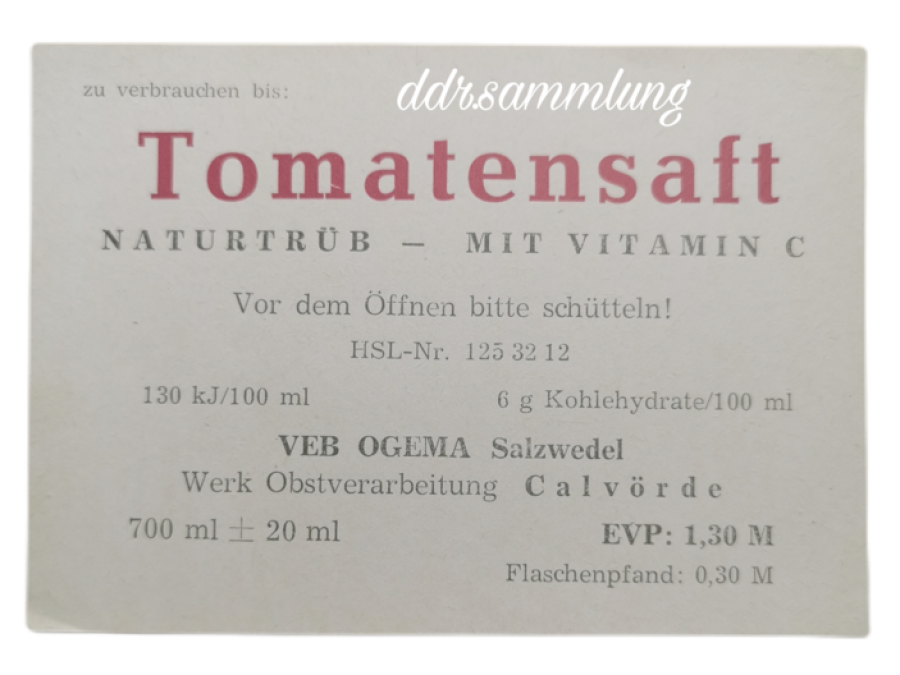 zu verbrauchen bis:
ddr.sammlung
Tomatensaft
NATURTRÜB — MIT VITAMIN C
Vor dem Öffnen bitte schütteln!
HSL-Nr. 125 32 12
130 kJ/100 ml 6 g Kohlehydrate/100 ml
VEB OGEMA Salzwedel
Werk Obstverarbeitung Calvörde
700 ml ± 20 ml EVP: 1,30 M
Flaschenpfand: 0,30 M